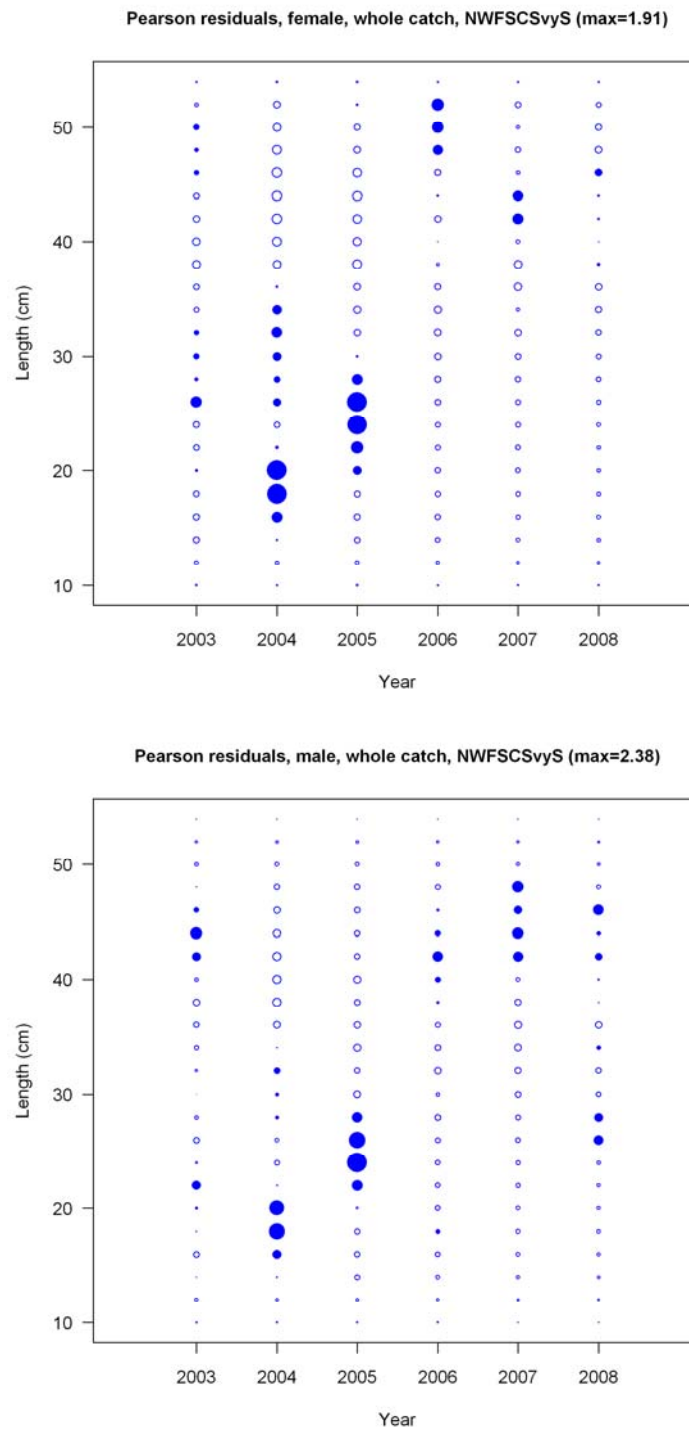 Pearson residuals, female, whole catch, NWFSCSvyS (max=1.91)
50
40
30
20
10
Length (cm)
2003 2004 2005 2006 2007 2008
Year
Pearson residuals, male, whole catch, NWFSCSvyS (max=2.38)
50
40
30
20
10
Length (cm)
2003 2004 2005 2006 2007 2008
Year